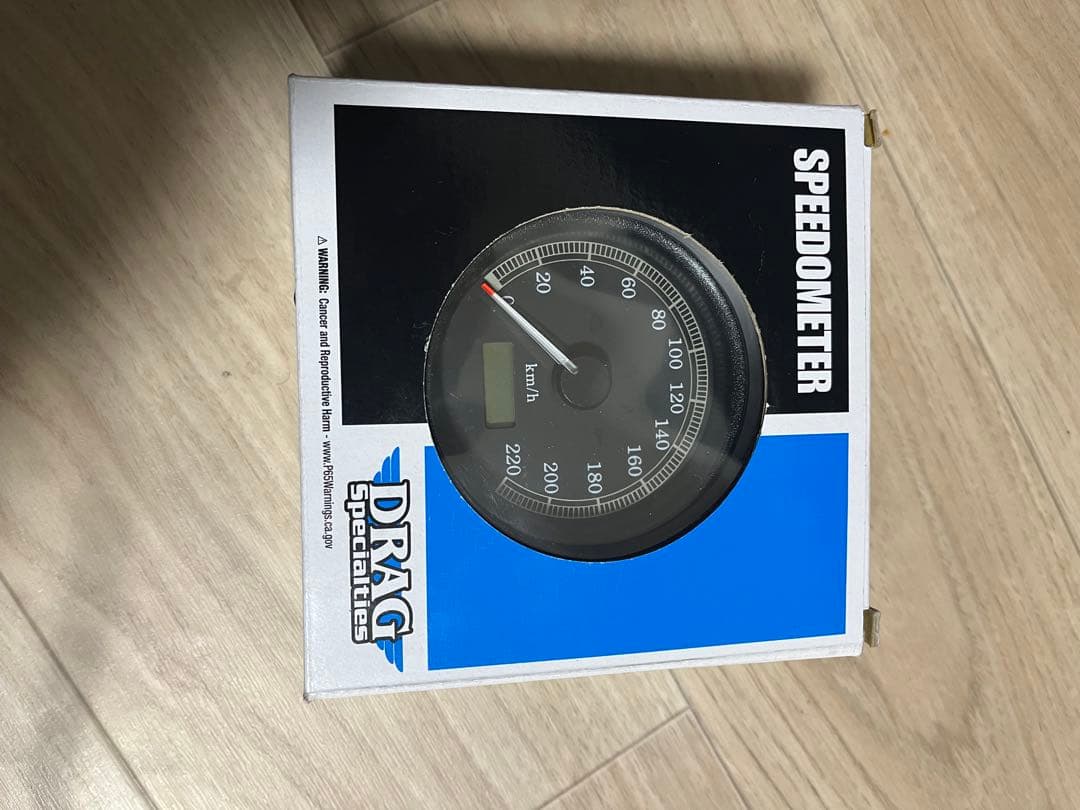 SPEEDOMETER
0
20
40
60
80
100
120
140
160
180
200
220
km/h
DRAG
Specialties
⚠ WARNING: Cancer and Reproductive Harm - www.P65Warnings.ca.gov